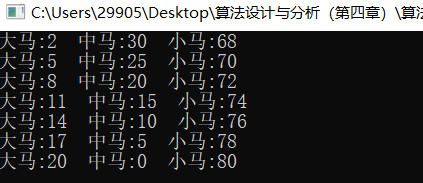 C:\Users\29905\Desktop\算法设计与分析（第四章）\算
大马:2 中马:30 小马:68
大马:5 中马:25 小马:70
大马:8 中马:20 小马:72
大马:11 中马:15 小马:74
大马:14 中马:10 小马:76
大马:17 中马:5 小马:78
大马:20 中马:0 小马:80